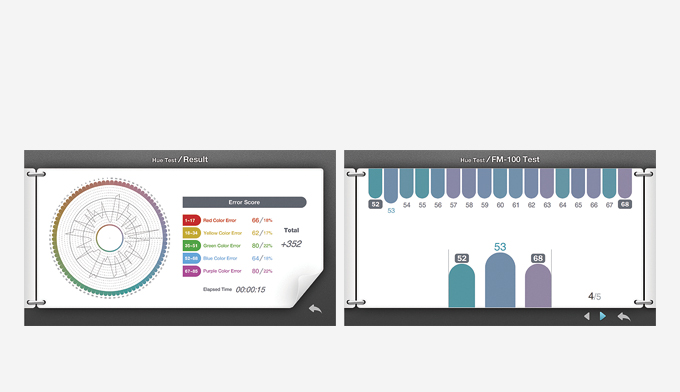 Hue Test / Result
Error Score
1~17 Red Color Error 66/18%
18~34 Yellow Color Error 62/17%
35~51 Green Color Error 80/22%
52~66 Blue Color Error 64/18%
67~85 Purple Color Error 80/22%
Total
+352
Elapsed Time 00:00:15
Hue Test / FM-100 Test
52 53 54 55 56 57 58 59 60 61 62 63 64 65 66 67 68
52 53 68
4/5